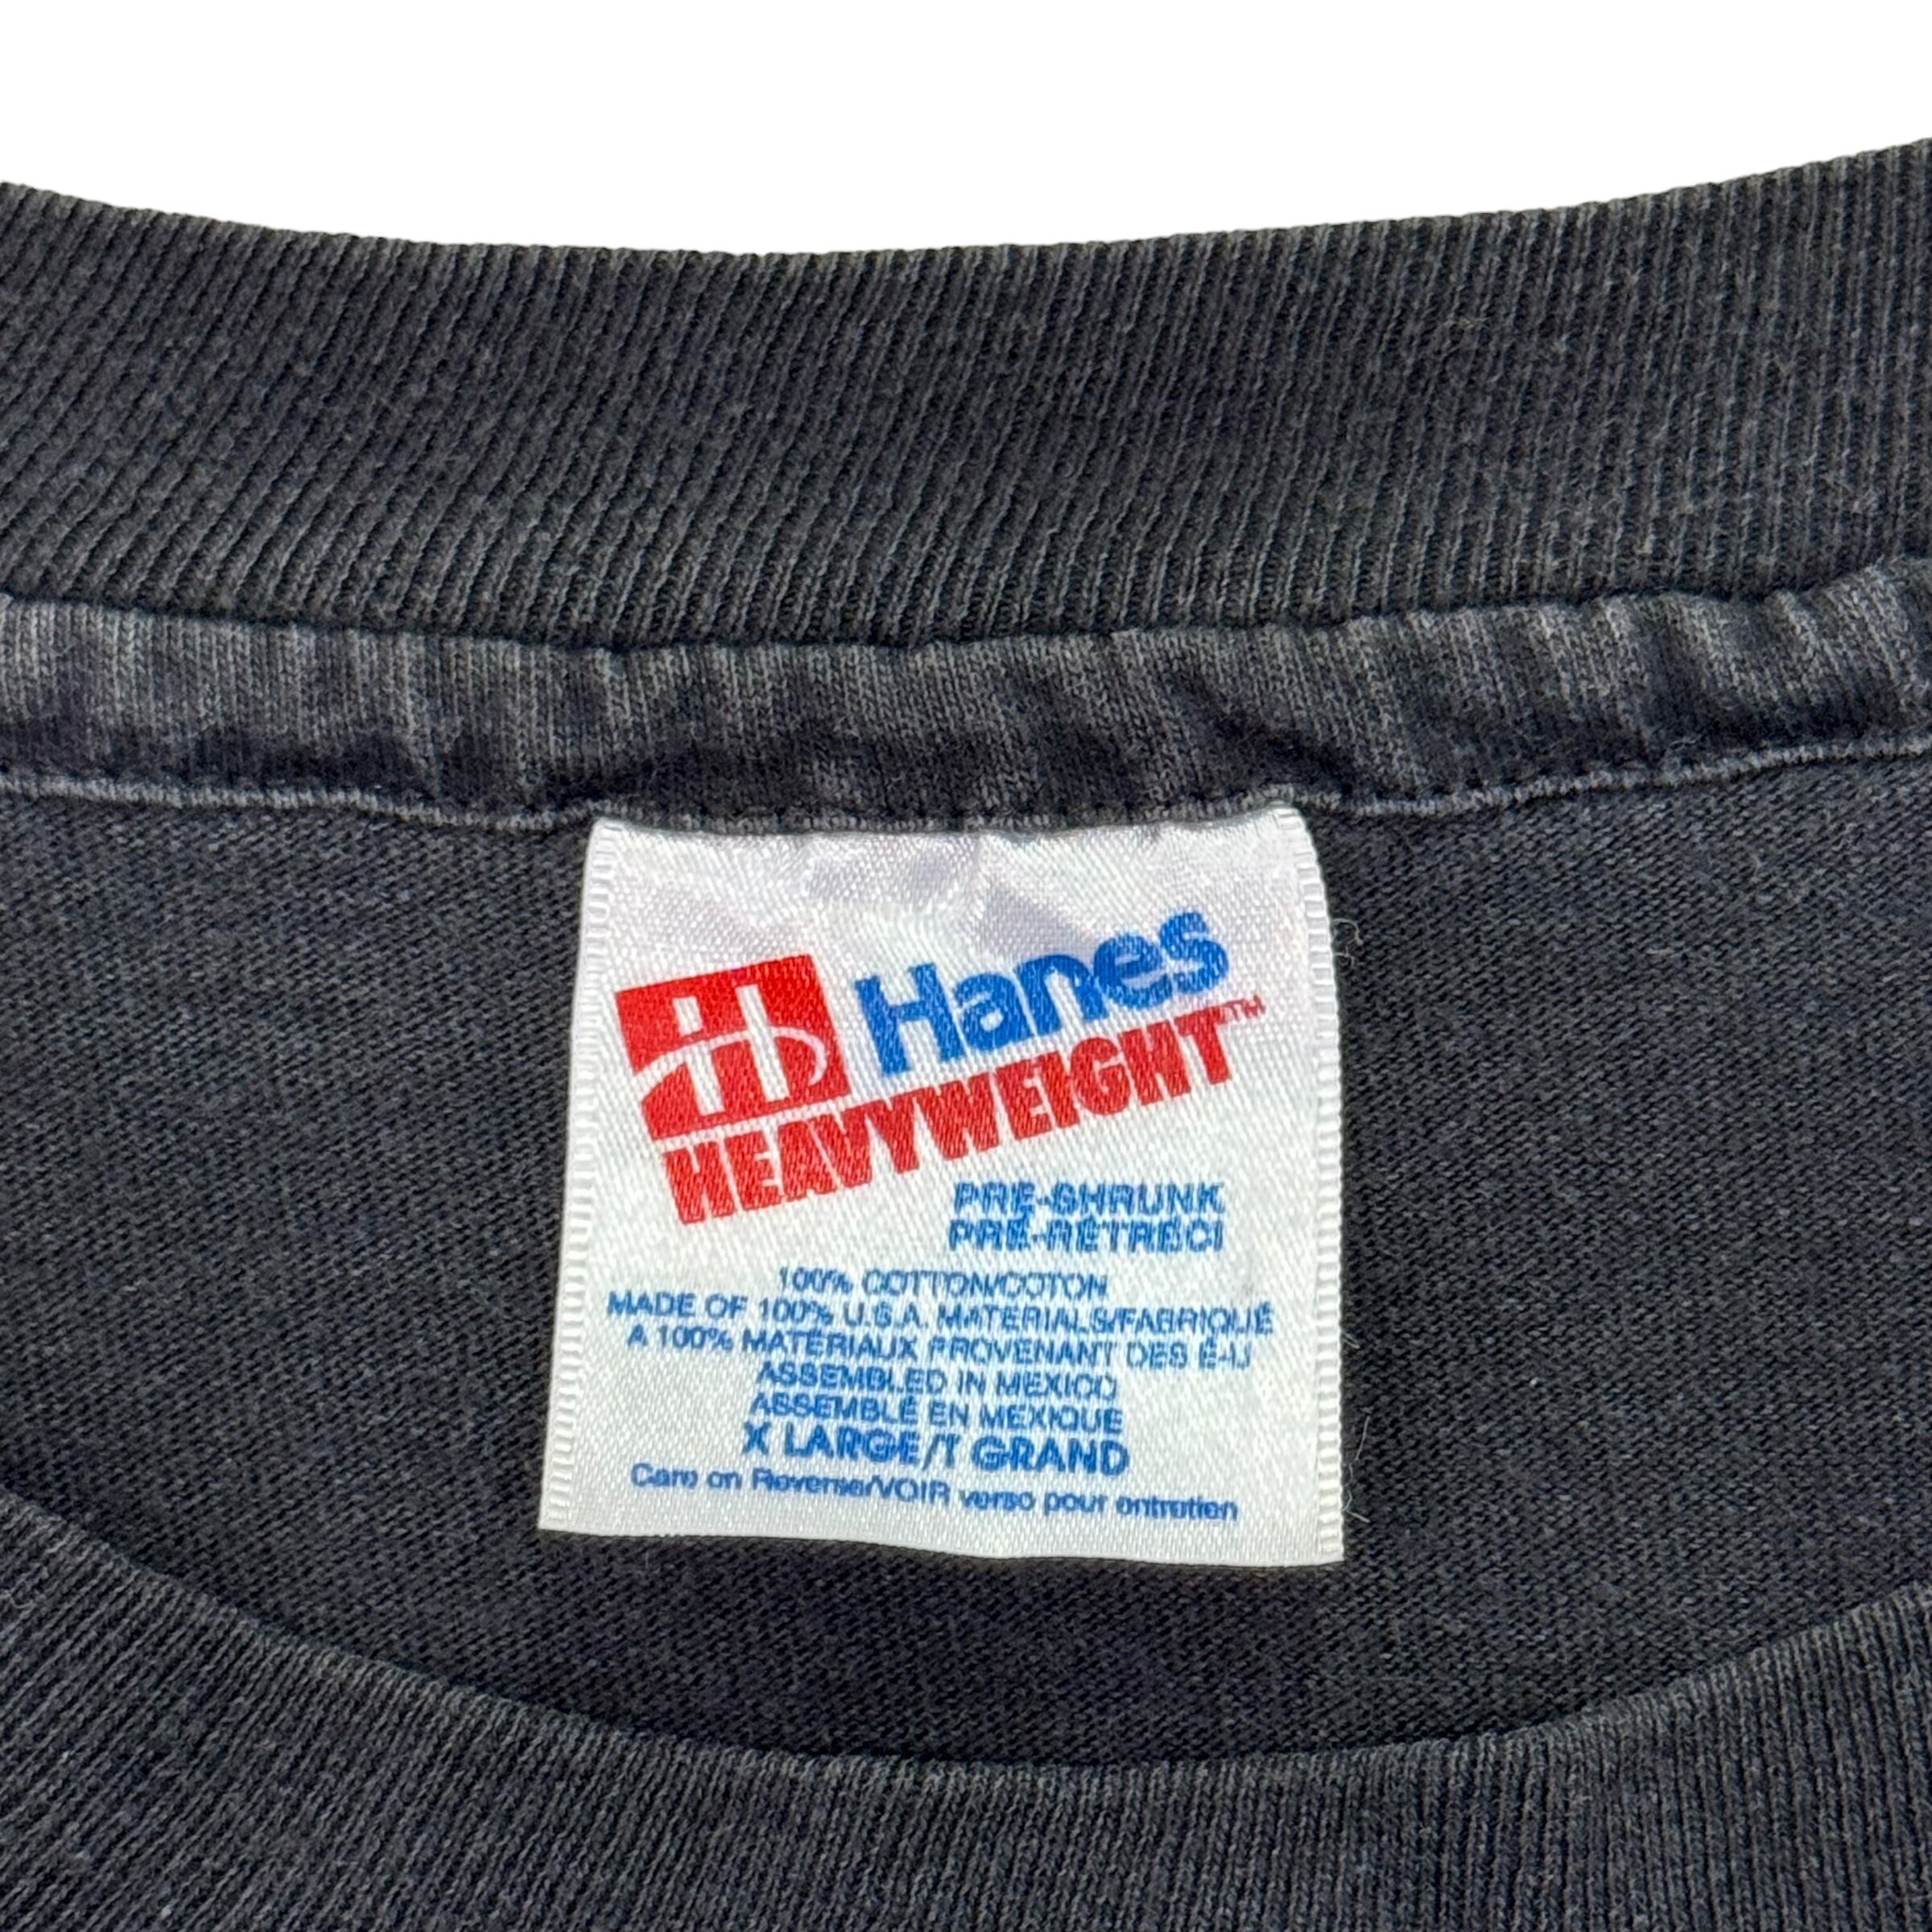 Hanes
HEAVYWEIGHT™
PRE-SHRUNK
PRÉ-RÉTRÉCI
100% COTTON/COTON
MADE OF 100% U.S.A. MATERIALS/FABRIQUÉ
A 100% MATÉRIAUX PROVENANT DES É-U
ASSEMBLED IN MEXICO
ASSEMBLÉ EN MEXIQUE
X LARGE/T GRAND
Care on Reverse/VOIR verso pour entretien